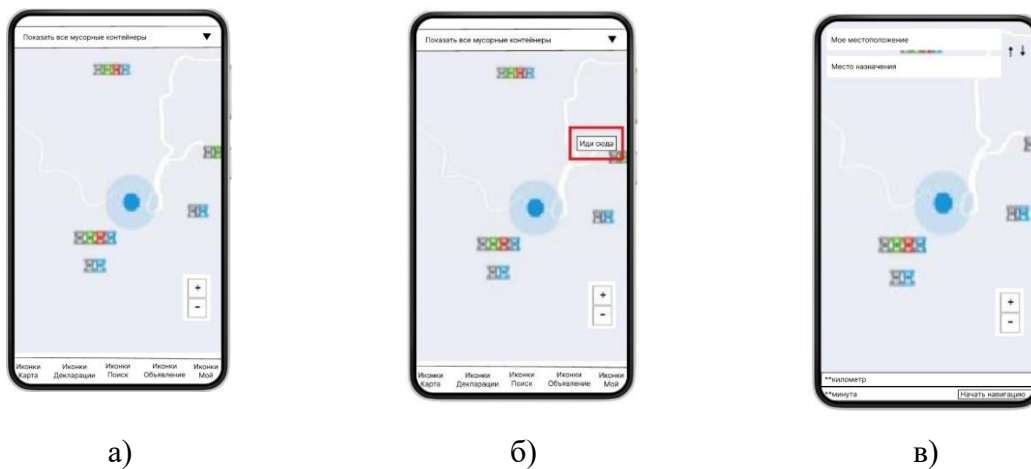 Показать все мусорные контейнеры ▼
+
-
Иконки Иконки Иконки Иконки Иконки
Карта Декларации Поиск Объявление Мой
а)
Показать все мусорные контейнеры ▼
Иди сюда
+
-
Иконки Иконки Иконки Иконки Иконки
Карта Декларации Поиск Объявление Мой
б)
Мое местоположение
Место назначения
+
-
**километр
**минута Начать навигацию
в)